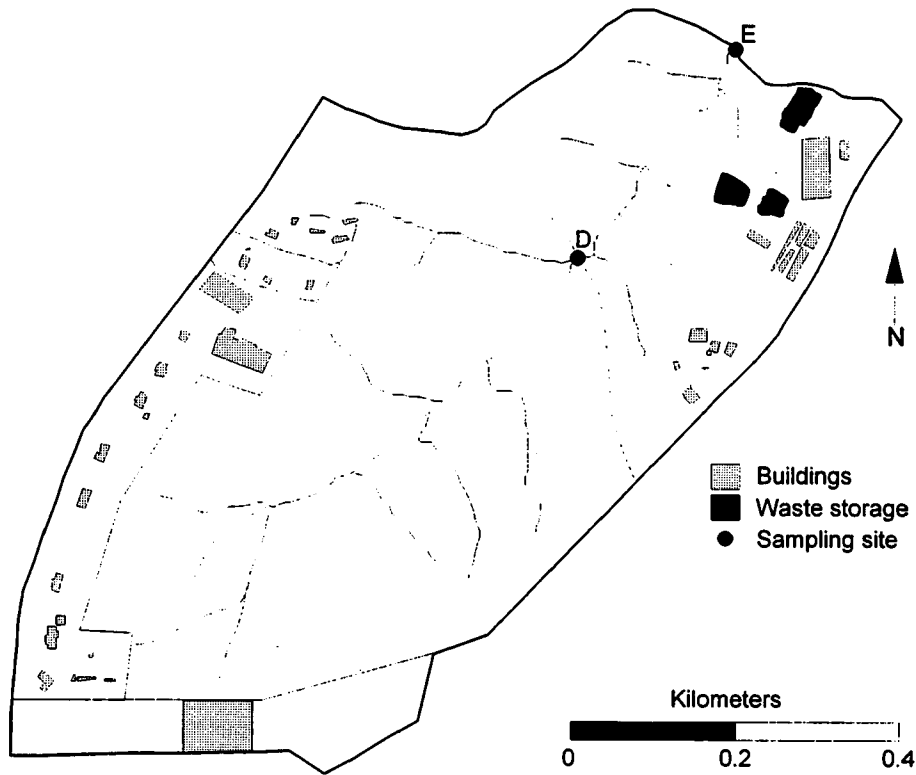 E
D
N
Buildings
Waste storage
Sampling site
Kilometers
0 0.2 0.4